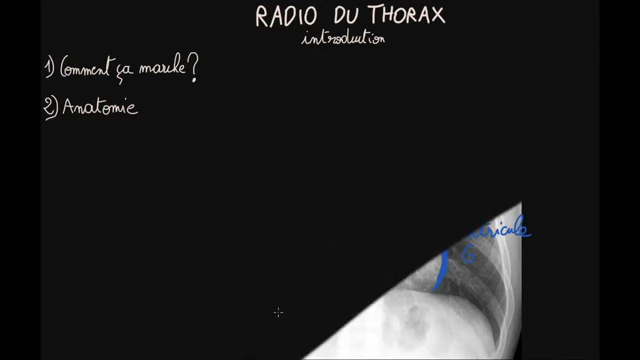 RADIO DU THORAX
introduction
1) Comment ça marche?
2) Anatomie